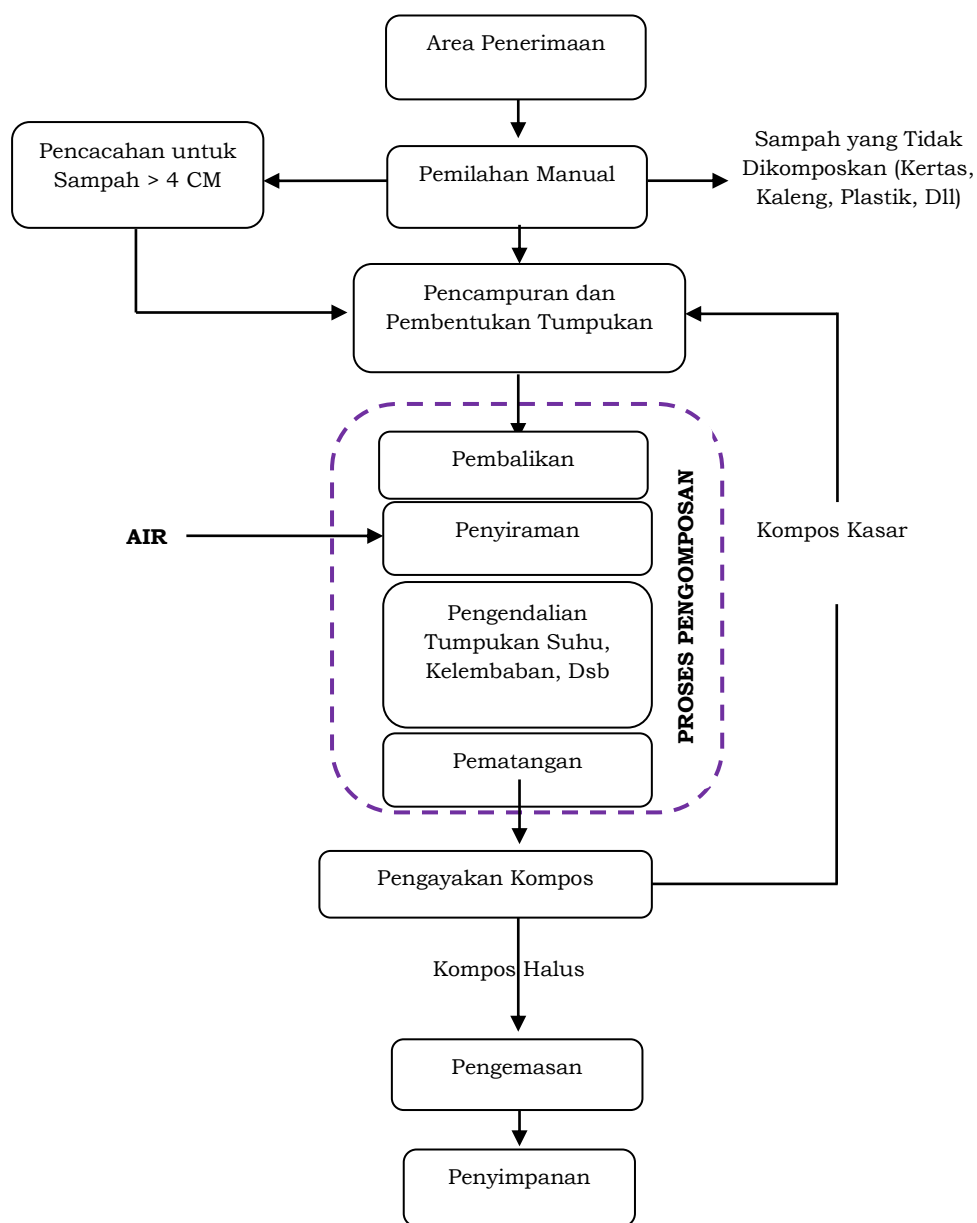 Area Penerimaan
Pencacahan untuk
Sampah > 4 CM
Pemilahan Manual
Sampah yang Tidak
Dikomposkan (Kertas,
Kaleng, Plastik, Dll)
Pencampuran dan
Pembentukan Tumpukan
Pembalikan
AIR
Penyiraman
Pengendalian
Tumpukan Suhu,
Kelembaban, Dsb
Pematangan
PROSES PENGOMPOSAN
Kompos Kasar
Pengayakan Kompos
Kompos Halus
Pengemasan
Penyimpanan